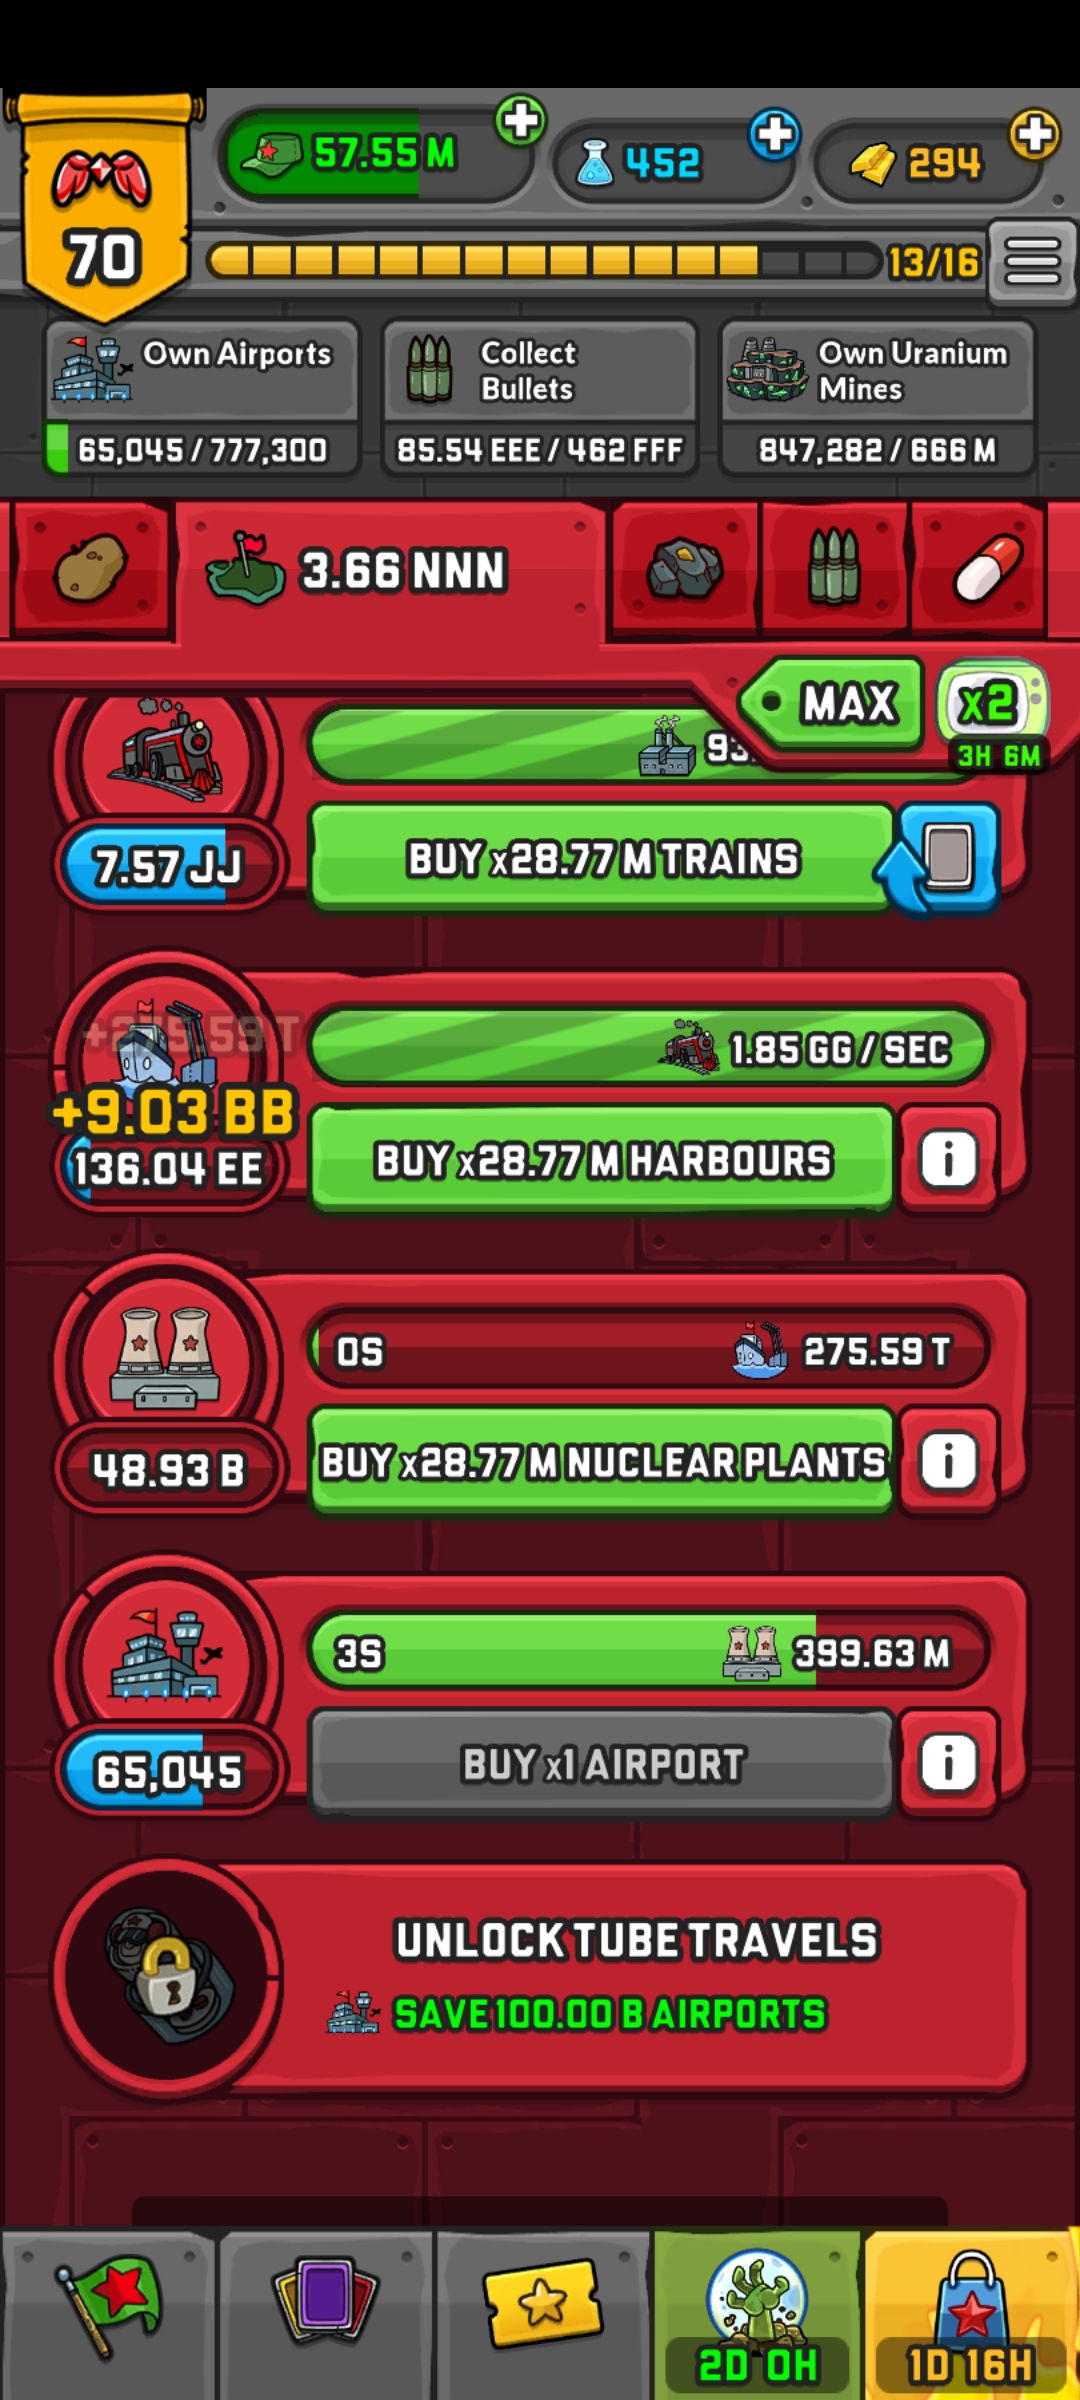 57.55 M
452
294
70
13/16
Own Airports
65,045 / 777,300
Collect
Bullets
85.54 EEE / 462 FFF
Own Uranium
Mines
847,282 / 666 M
3.66 NNN
MAX
x2
3H 6M
93.
7.57 JJ
BUY x28.77 M TRAINS
+275.59 T
+9.03 BB
136.04 EE
1.85 GG / SEC
BUY x28.77 M HARBOURS
i
0S
275.59 T
48.93 B
BUY x28.77 M NUCLEAR PLANTS
i
3S
399.63 M
65,045
BUY x1 AIRPORT
i
UNLOCK TUBE TRAVELS
SAVE 100.00 B AIRPORTS
2D 0H
1D 16H